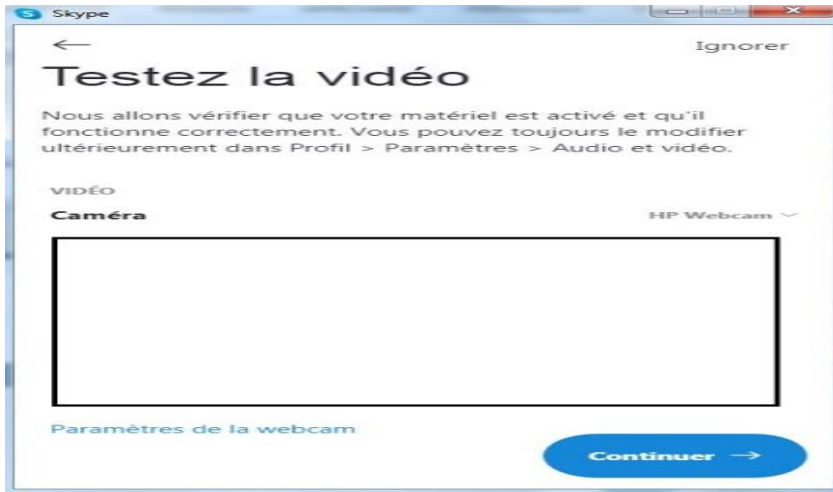 Skype
Ignorer
Testez la vidéo
Nous allons vérifier que votre matériel est activé et qu'il
fonctionne correctement. Vous pouvez toujours le modifier
ultérieurement dans Profil > Paramètres > Audio et vidéo.
VIDÉO
Caméra
HP Webcam
Paramètres de la webcam
Continuer →